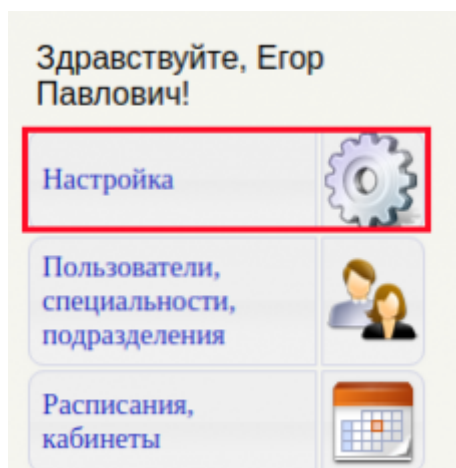 Здравствуйте, Егор
Павлович!
Настройка
Пользователи,
специальности,
подразделения
Расписания,
кабинеты